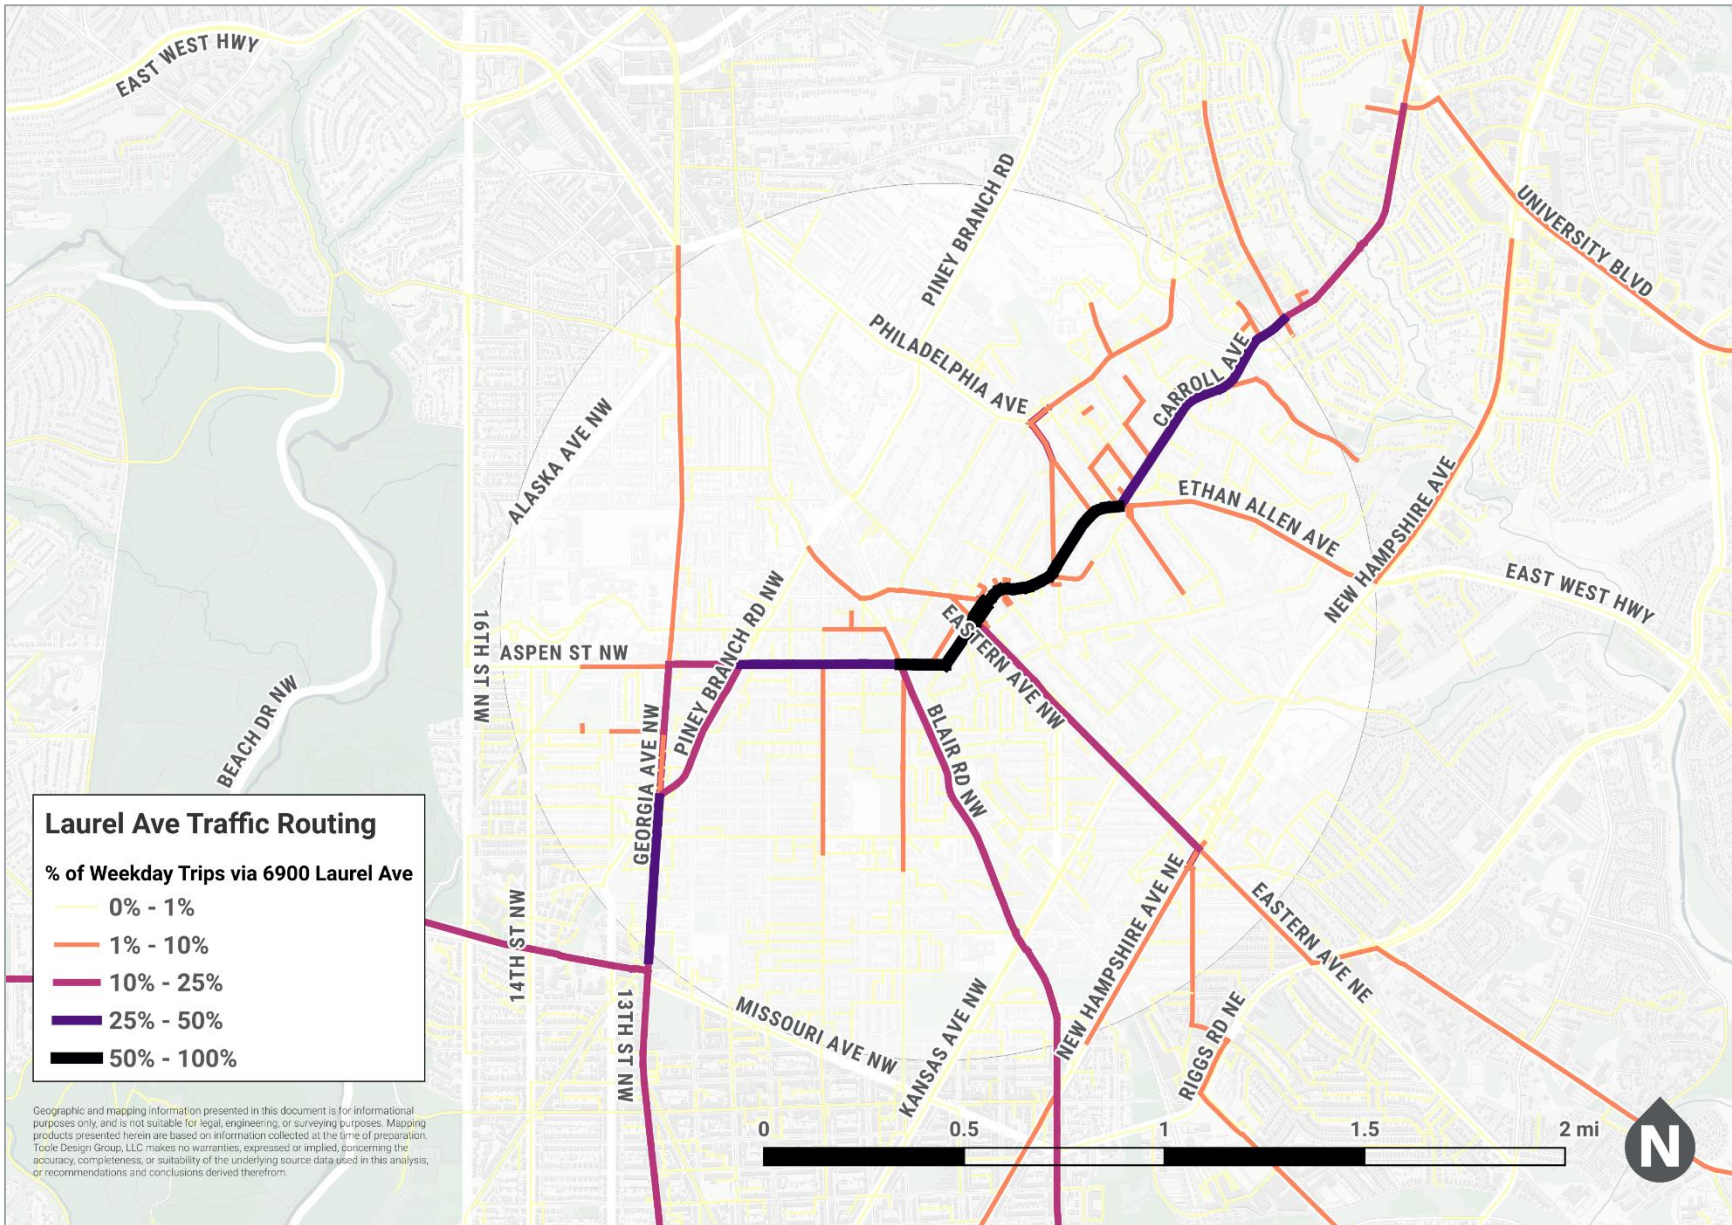 EAST WEST HWY
PINEY BRANCH RD
UNIVERSITY BLVD
PHILADELPHIA AVE
CARROLL AVE
ALASKA AVE NW
ETHAN ALLEN AVE
NEW HAMPSHIRE AVE
EAST WEST HWY
16TH ST NW
ASPEN ST NW
PINEY BRANCH RD NW
EASTERN AVE NW
BEACH DR NW
GEORGIA AVE NW
BLAIR RD NW
Laurel Ave Traffic Routing
% of Weekday Trips via 6900 Laurel Ave
0% - 1%
1% - 10%
10% - 25%
25% - 50%
50% - 100%
14TH ST NW
13TH ST NW
MISSOURI AVE NW
KANSAS AVE NW
NEW HAMPSHIRE AVE NE
EASTERN AVE NE
RIGGS RD NE
Geographic and mapping information presented in this document is for informational
purposes only, and is not suitable for legal, engineering, or surveying purposes. Mapping
products presented herein are based on information collected at the time of preparation.
Toole Design Group, LLC makes no warranties, expressed or implied, concerning the
accuracy, completeness, or suitability of the underlying source data used in this analysis,
or recommendations and conclusions derived therefrom.
0 0.5 1 1.5 2 mi
N